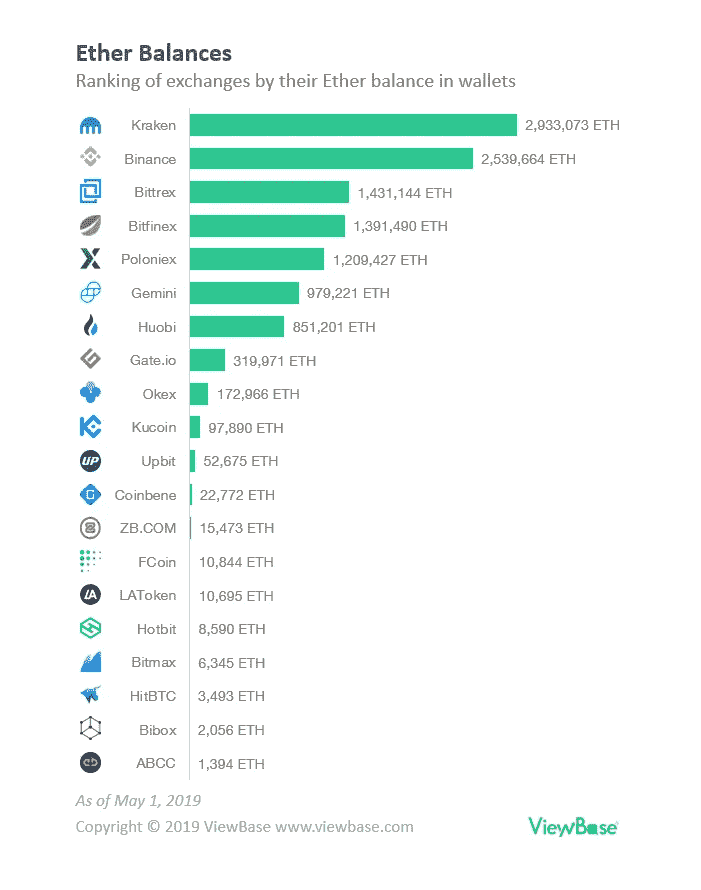 Ether Balances
Ranking of exchanges by their Ether balance in wallets
Kraken 2,933,073 ETH
Binance 2,539,664 ETH
Bittrex 1,431,144 ETH
Bitfinex 1,391,490 ETH
Poloniex 1,209,427 ETH
Gemini 979,221 ETH
Huobi 851,201 ETH
Gate.io 319,971 ETH
Okex 172,966 ETH
Kucoin 97,890 ETH
UP Upbit 52,675 ETH
Coinbene 22,772 ETH
ZB.COM 15,473 ETH
FCoin 10,844 ETH
LA LAToken 10,695 ETH
Hotbit 8,590 ETH
Bitmax 6,345 ETH
HitBTC 3,493 ETH
Bibox 2,056 ETH
ABCC 1,394 ETH
As of May 1, 2019
Copyright © 2019 ViewBase www.viewbase.com
ViewBase